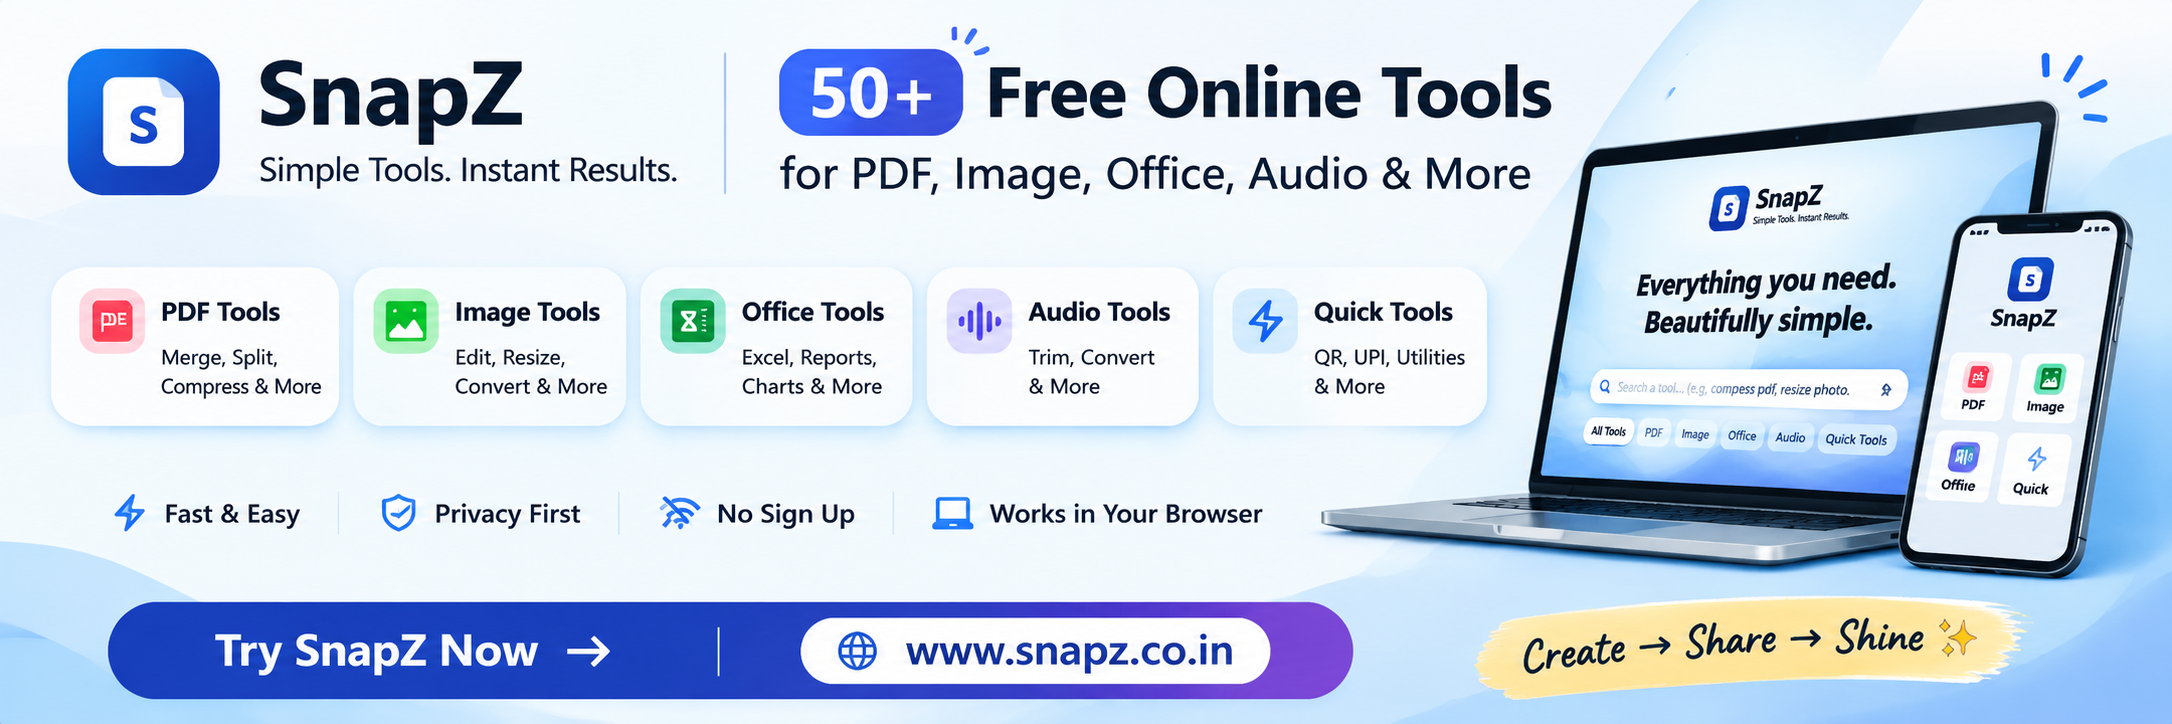 S
SnapZ
Simple Tools. Instant Results.
50+ Free Online Tools
for PDF, Image, Office, Audio & More
PDF Tools
Merge, Split,
Compress & More
Image Tools
Edit, Resize,
Convert & More
Office Tools
Excel, Reports,
Charts & More
Audio Tools
Trim, Convert
& More
Quick Tools
QR, UPI, Utilities
& More
Fast & Easy
Privacy First
No Sign Up
Works in Your Browser
Try SnapZ Now →
www.snapz.co.in
S
SnapZ
Simple Tools. Instant Results.
Everything you need.
Beautifully simple.
Search a tool... (e.g, compess pdf, resize photo.
All Tools PDF Image Office Audio Quick Tools
S
SnapZ
PDF Image
Quick
Create → Share → Shine